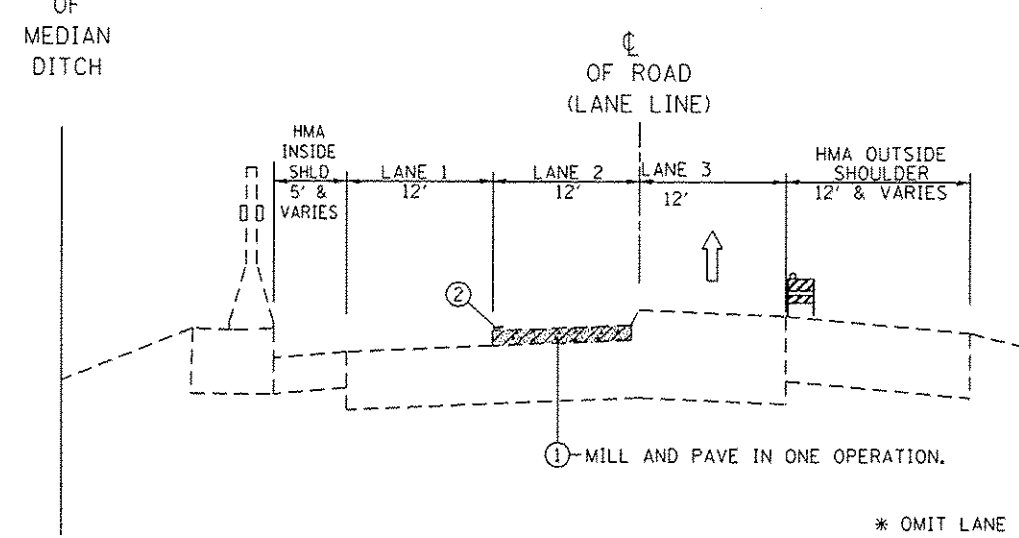 OF
MEDIAN
DITCH
℄
OF ROAD
(LANE LINE)
HMA
INSIDE
SHLD
5' &
VARIES
LANE 1
12'
LANE 2
12'
LANE 3
12'
HMA OUTSIDE
SHOULDER
12' & VARIES
2
1 MILL AND PAVE IN ONE OPERATION.
* OMIT LANE